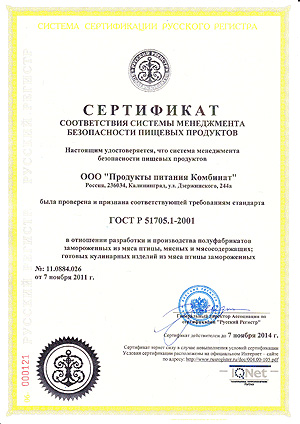 СИСТЕМА СЕРТИФИКАЦИИ РУССКОГО РЕГИСТРА
СЕРТИФИКАТ
СООТВЕТСТВИЯ СИСТЕМЫ МЕНЕДЖМЕНТА
БЕЗОПАСНОСТИ ПИЩЕВЫХ ПРОДУКТОВ
Настоящим удостоверяется, что система менеджмента
безопасности пищевых продуктов
ООО "Продукты питания Комбинат"
Россия, 236034, Калининград, ул. Дзержинского, 244а
была проверена и признана соответствующей требованиям стандарта
ГОСТ Р 51705.1-2001
в отношении разработки и производства полуфабрикатов
замороженных из мяса птицы, мясных и мясосодержащих;
готовых кулинарных изделий из мяса птицы замороженных
№: 11.0884.026
от 7 ноября 2011 г.
Генеральный директор Ассоциации по
сертификации "Русский Регистр"
Сертификат действителен до 7 ноября 2014 г.
Сертификат теряет силу в случае невыполнения условий сертификации
Условия сертификации расположены на официальном Интернет - сайте
по адресу: http://www.rusregister.ru/doc/004.00-105.pdf
№ 000121
IQNet